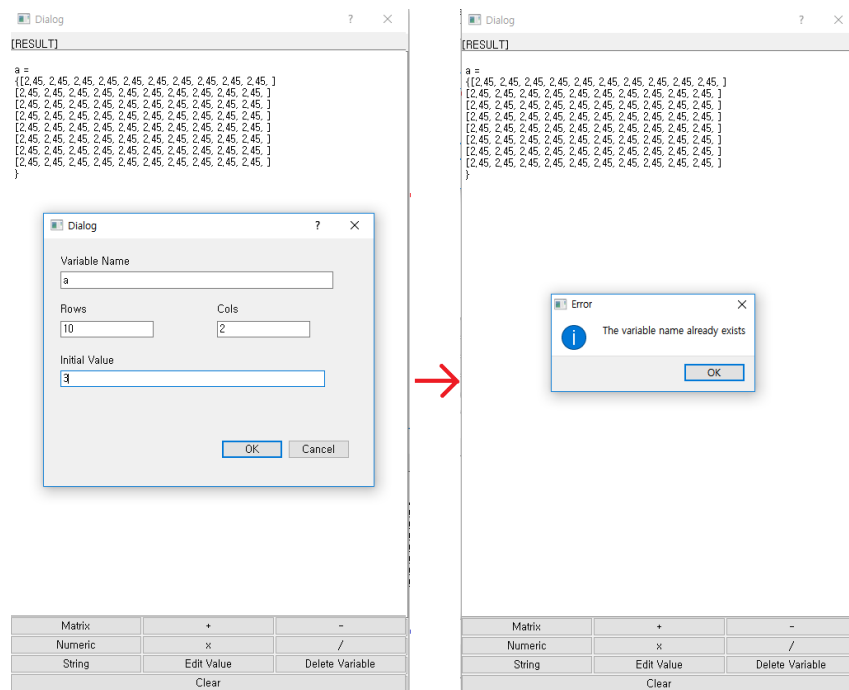 Dialog
[RESULT]
a =
{[2,45, 2,45, 2,45, 2,45, 2,45, 2,45, 2,45, 2,45, 2,45, 2,45, ]
[2,45, 2,45, 2,45, 2,45, 2,45, 2,45, 2,45, 2,45, 2,45, 2,45, ]
[2,45, 2,45, 2,45, 2,45, 2,45, 2,45, 2,45, 2,45, 2,45, 2,45, ]
[2,45, 2,45, 2,45, 2,45, 2,45, 2,45, 2,45, 2,45, 2,45, 2,45, ]
[2,45, 2,45, 2,45, 2,45, 2,45, 2,45, 2,45, 2,45, 2,45, 2,45, ]
[2,45, 2,45, 2,45, 2,45, 2,45, 2,45, 2,45, 2,45, 2,45, 2,45, ]
[2,45, 2,45, 2,45, 2,45, 2,45, 2,45, 2,45, 2,45, 2,45, 2,45, ]
[2,45, 2,45, 2,45, 2,45, 2,45, 2,45, 2,45, 2,45, 2,45, 2,45, ]
}
Dialog
Variable Name
a
Rows Cols
10 2
Initial Value
3
OK Cancel
Matrix + -
Numeric x /
String Edit Value Delete Variable
Clear
Dialog
[RESULT]
a =
{[2,45, 2,45, 2,45, 2,45, 2,45, 2,45, 2,45, 2,45, 2,45, 2,45, ]
[2,45, 2,45, 2,45, 2,45, 2,45, 2,45, 2,45, 2,45, 2,45, 2,45, ]
[2,45, 2,45, 2,45, 2,45, 2,45, 2,45, 2,45, 2,45, 2,45, 2,45, ]
[2,45, 2,45, 2,45, 2,45, 2,45, 2,45, 2,45, 2,45, 2,45, 2,45, ]
[2,45, 2,45, 2,45, 2,45, 2,45, 2,45, 2,45, 2,45, 2,45, 2,45, ]
[2,45, 2,45, 2,45, 2,45, 2,45, 2,45, 2,45, 2,45, 2,45, 2,45, ]
[2,45, 2,45, 2,45, 2,45, 2,45, 2,45, 2,45, 2,45, 2,45, 2,45, ]
[2,45, 2,45, 2,45, 2,45, 2,45, 2,45, 2,45, 2,45, 2,45, 2,45, ]
}
Error
The variable name already exists
OK
Matrix + -
Numeric x /
String Edit Value Delete Variable
Clear